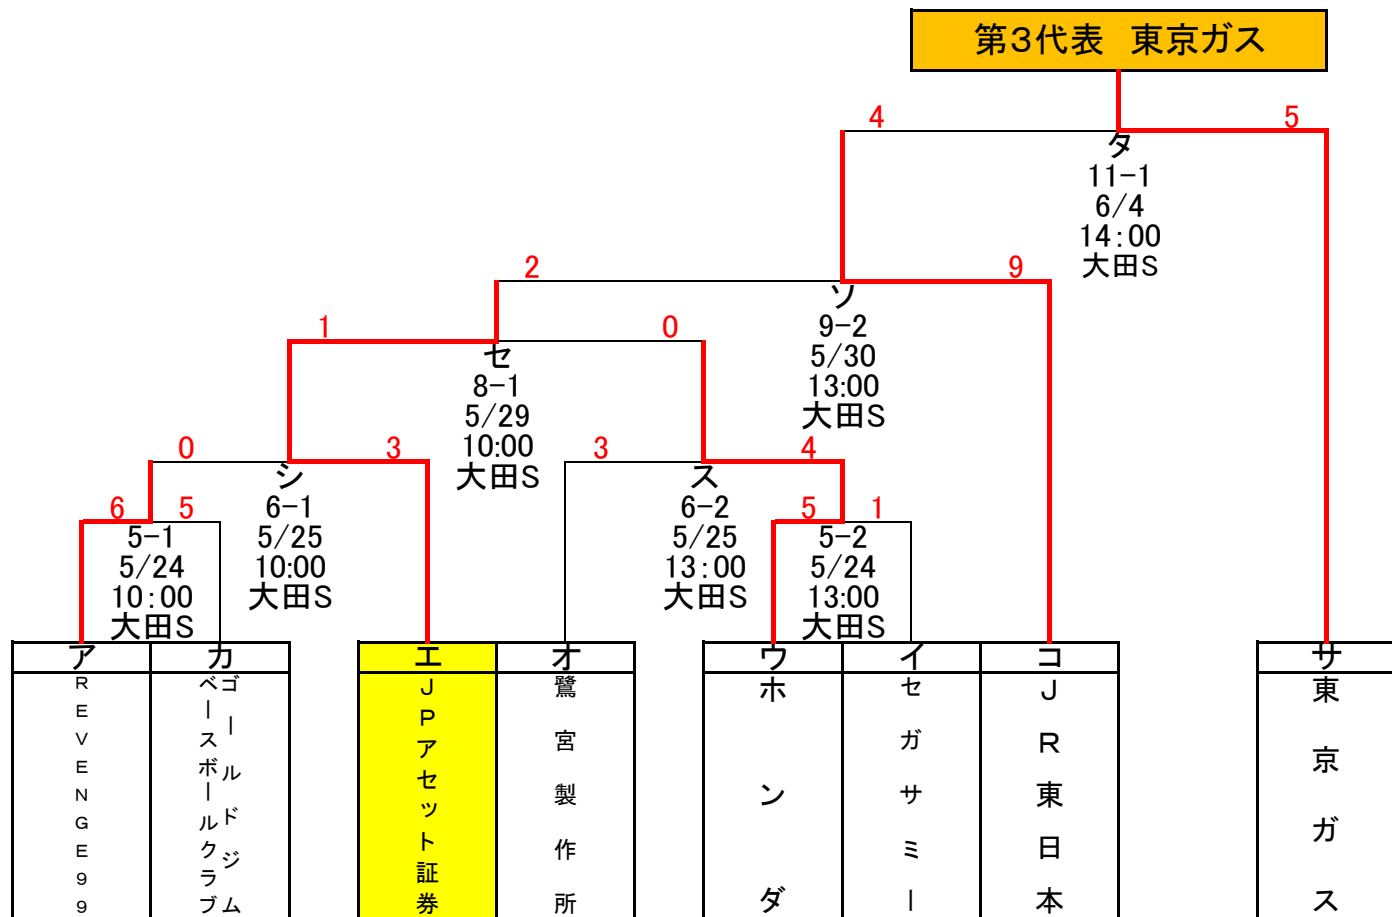 第3代表 東京ガス
4
5
タ
11-1
6/4
14:00
大田S
2
9
ソ
9-2
5/30
13:00
大田S
1
0
セ
8-1
5/29
10:00
大田S
0
3
シ
6-1
5/25
10:00
大田S
3
4
ス
6-2
5/25
13:00
大田S
6
5
5-1
5/24
10:00
大田S
5
1
5-2
5/24
13:00
大田S
ア
REVENGE99
カ
ゴールドジム
ベースボールクラブ
エ
JPアセット証券
オ
鷺宮製作所
ウ
ホンダ
イ
セガサミー
コ
JR東日本
サ
東京ガス